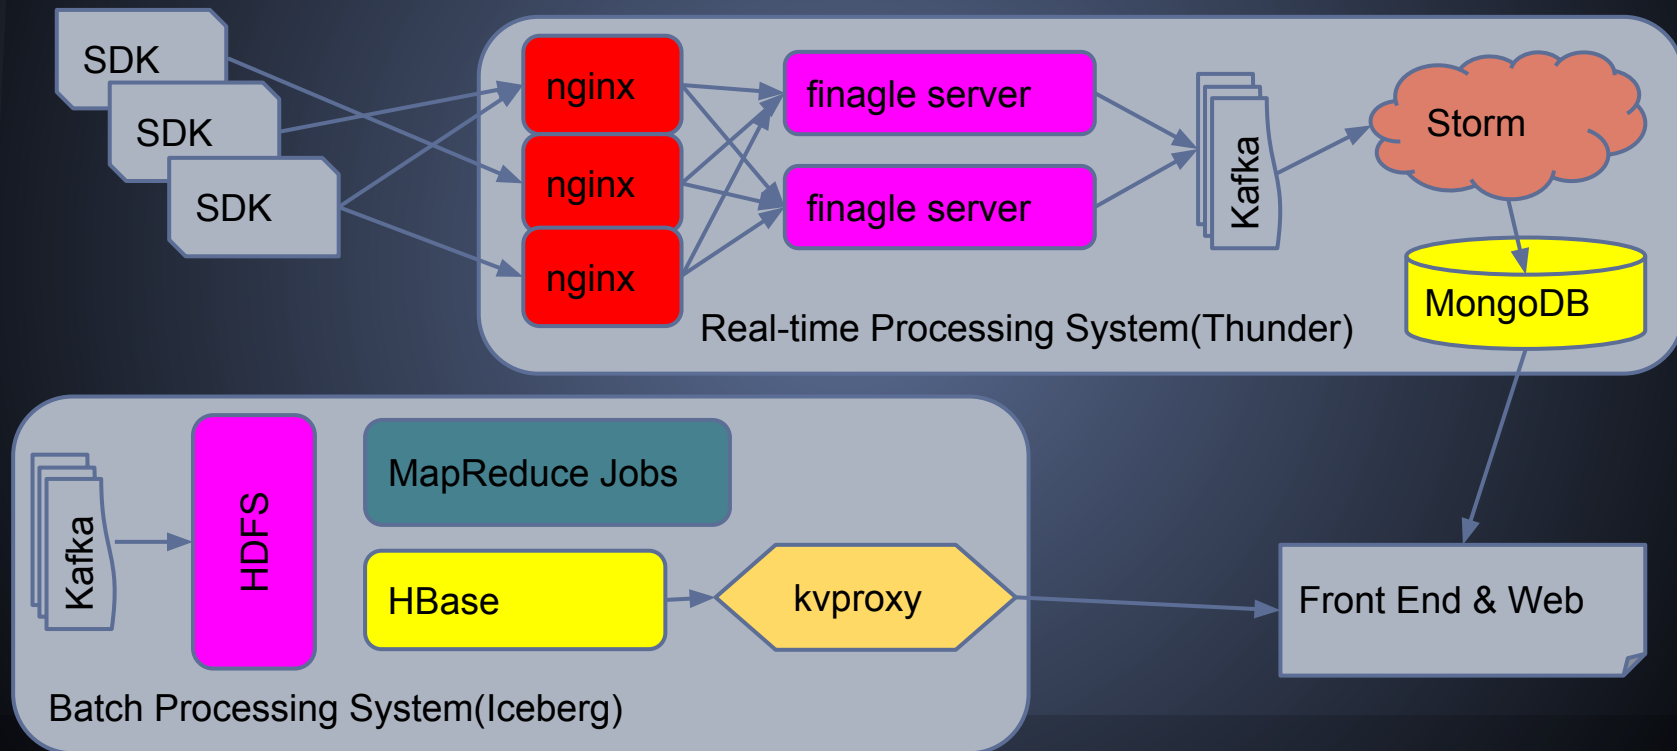 SDK
SDK
SDK
nginx
nginx
nginx
finagle server
finagle server
Kafka
Storm
MongoDB
Real-time Processing System(Thunder)
Kafka
HDFS
MapReduce Jobs
HBase
kvproxy
Front End & Web
Batch Processing System(Iceberg)